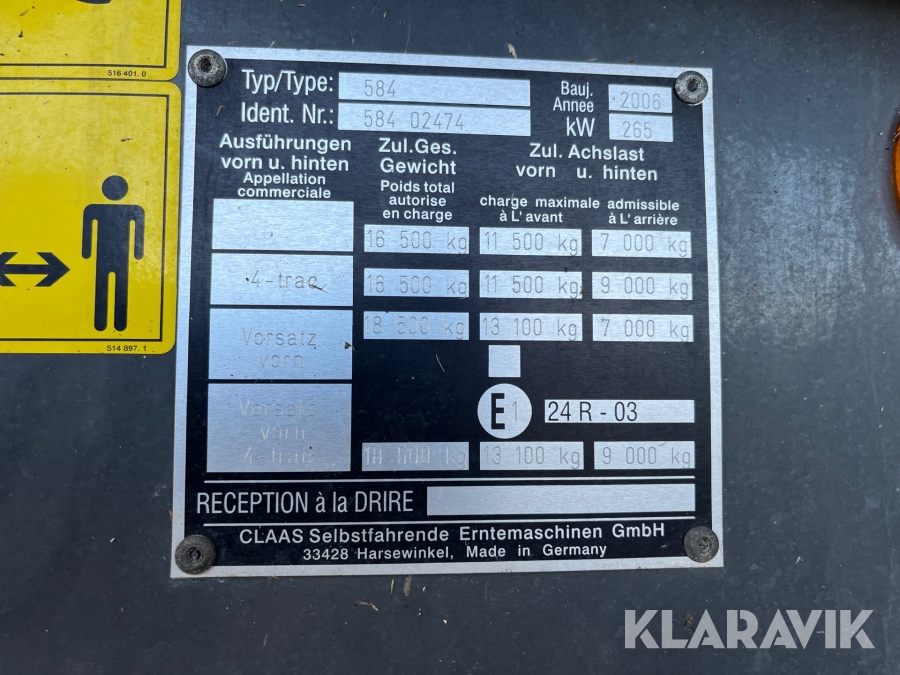 516 401. 0
514 897. 1
Typ/Type: 584
Bauj. Annee 2006
Ident. Nr.: 584 02474
kW 265
Ausführungen vorn u. hinten
Appellation commerciale
Zul.Ges. Gewicht
Poids total autorise en charge
Zul. Achslast vorn u. hinten
charge maximale admissible
à L'avant à L'arrière
16 500 kg 11 500 kg 7 000 kg
4-trac 16 500 kg 11 500 kg 9 000 kg
Vorsatz vorn 18 500 kg 13 100 kg 7 000 kg
E1 24 R - 03
Vorsatz vorn 4-trac 18 500 kg 13 100 kg 9 000 kg
RECEPTION à la DRIRE
CLAAS Selbstfahrende Erntemaschinen GmbH
33428 Harsewinkel, Made in Germany
KLARAVIK